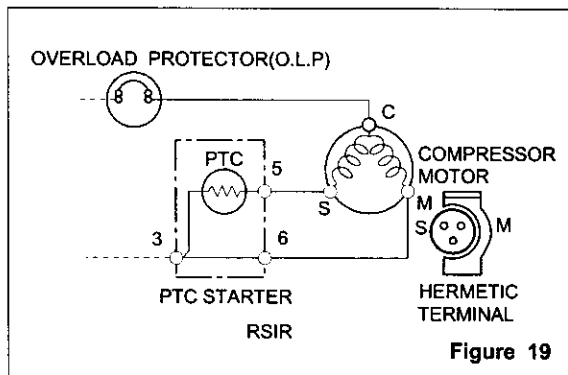 OVERLOAD PROTECTOR(O.L.P)
C
PTC
5
COMPRESSOR
MOTOR
S
M
S
M
3
6
PTC STARTER
HERMETIC
TERMINAL
RSIR
Figure 19